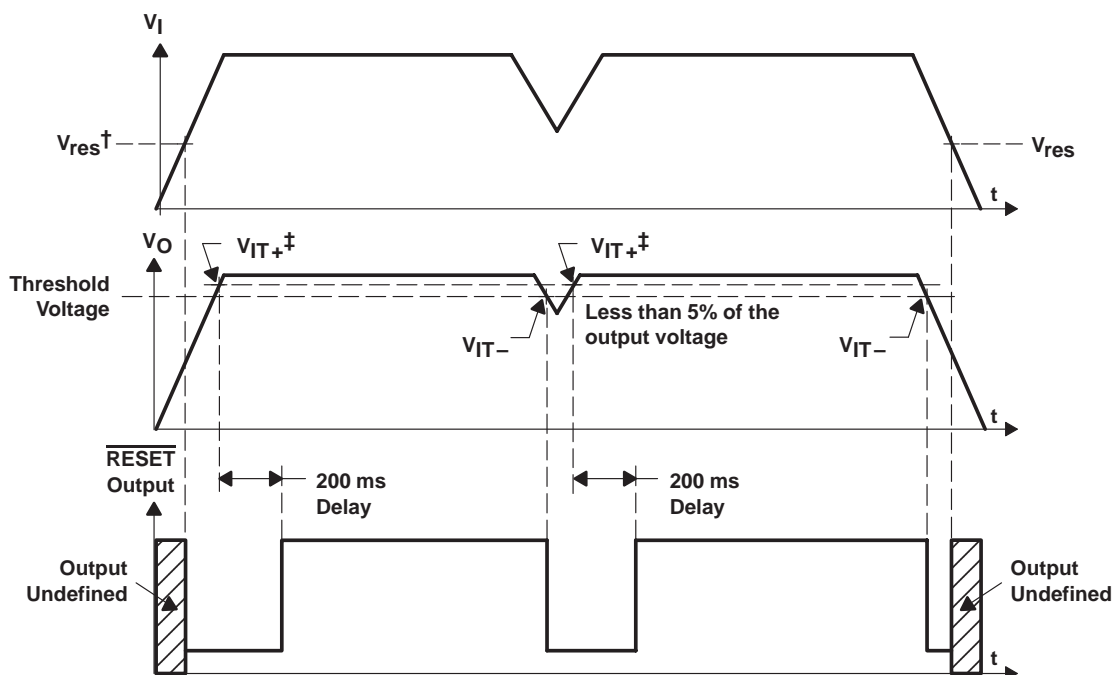 VI
Vres†
Vres
t
VO
VIT+‡
VIT+‡
Threshold
Voltage
Less than 5% of the
output voltage
VIT–
VIT–
t
RESET
Output
200 ms
Delay
200 ms
Delay
Output
Undefined
Output
Undefined
t